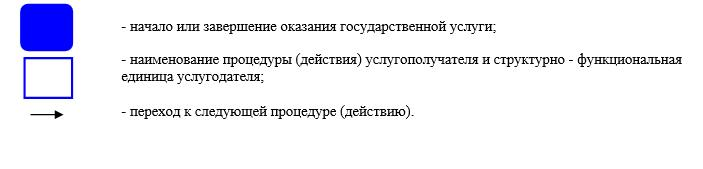 - начало или завершение оказания государственной услуги;
- наименование процедуры (действия) услугополучателя и структурно - функциональная
единица услугодателя;
- переход к следующей процедуре (действию).